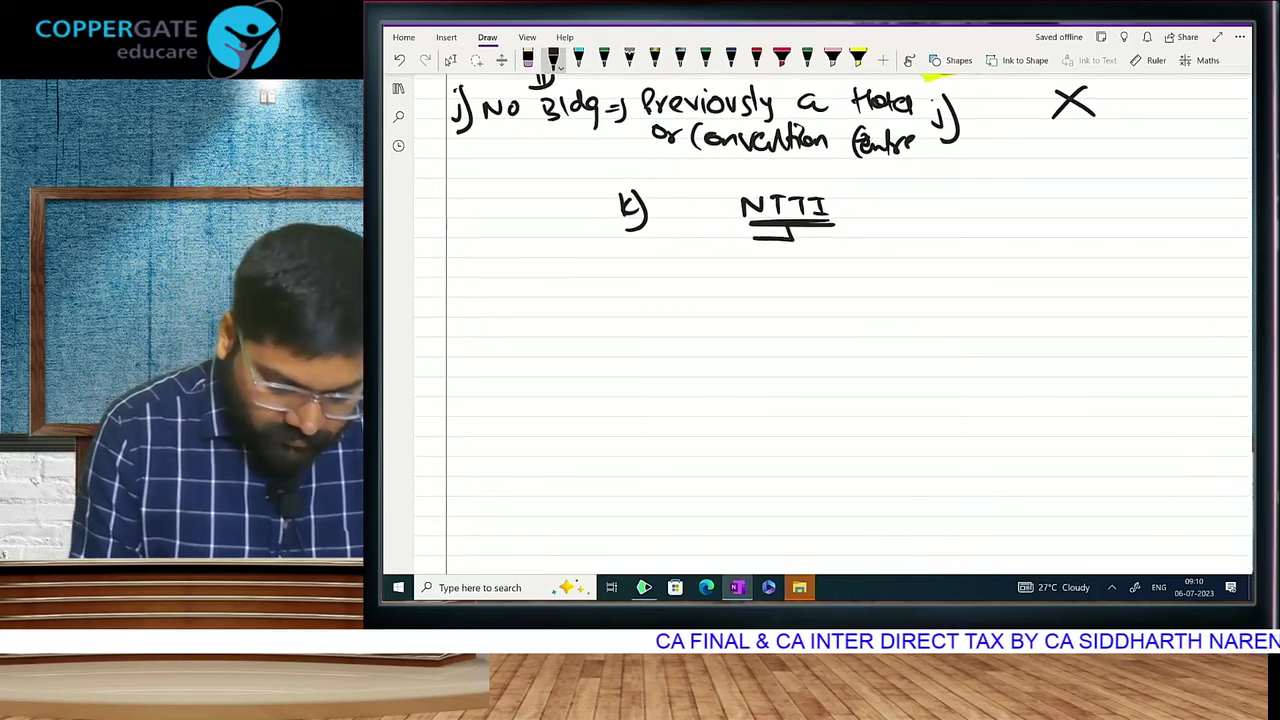 COPPERGATE
educare
Home Insert Draw View Help
Saved offline
Share
Shapes
Ink to Shapes
Ink to Text
Ruler
Maths
j) No Bldg => Previously a Hotel j)
or Convention Centre
k) NTTI
Type here to search
27°C Cloudy
ENG
09:10
06-07-2023
CA FINAL & CA INTER DIRECT TAX BY CA SIDDHARTH NAREN